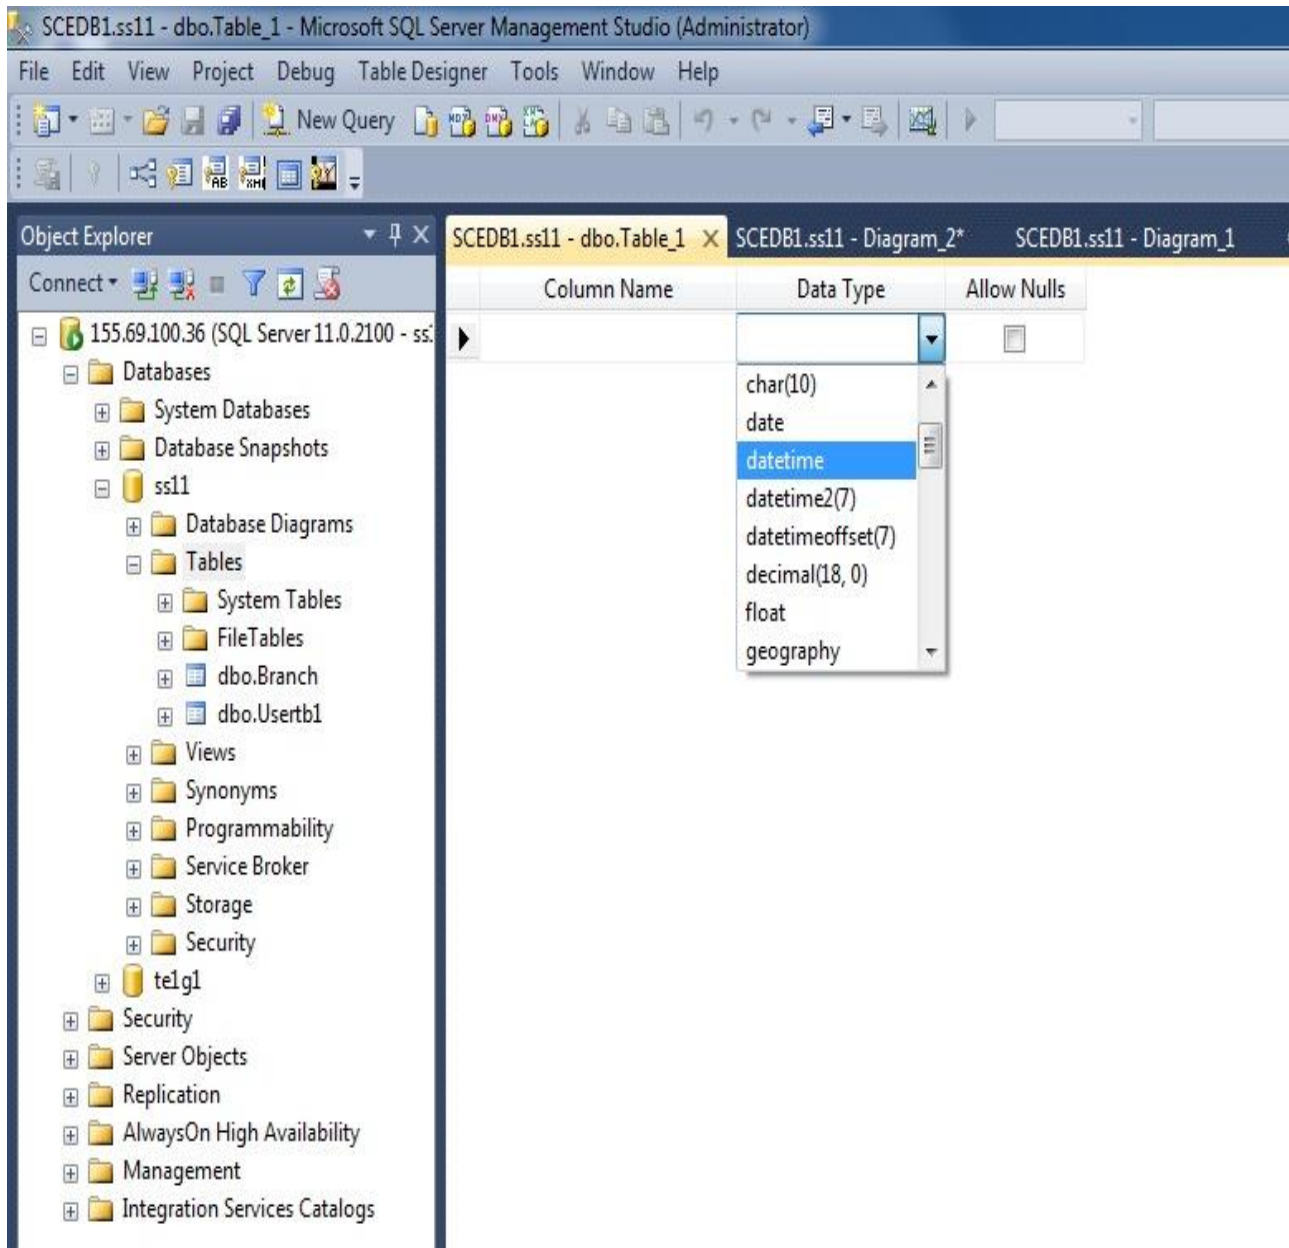 SCEDB1.ss11 - dbo.Table_1 - Microsoft SQL Server Management Studio (Administrator)
File Edit View Project Debug Table Designer Tools Window Help
New Query
Object Explorer
Connect
155.69.100.36 (SQL Server 11.0.2100 - ss
Databases
System Databases
Database Snapshots
ss11
Database Diagrams
Tables
System Tables
FileTables
dbo.Branch
dbo.Usertb1
Views
Synonyms
Programmability
Service Broker
Storage
Security
te1g1
Security
Server Objects
Replication
AlwaysOn High Availability
Management
Integration Services Catalogs
SCEDB1.ss11 - dbo.Table_1 X SCEDB1.ss11 - Diagram_2* SCEDB1.ss11 - Diagram_1
Column Name Data Type Allow Nulls
char(10)
date
datetime
datetime2(7)
datetimeoffset(7)
decimal(18, 0)
float
geography